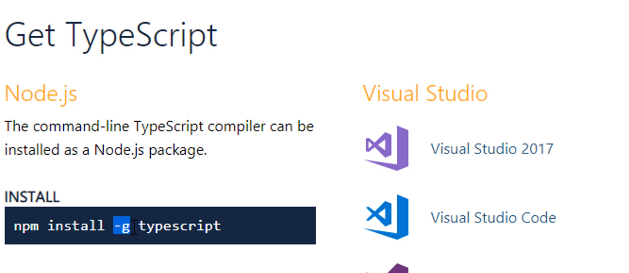 Get TypeScript
Node.js
The command-line TypeScript compiler can be
installed as a Node.js package.
INSTALL
npm install -g typescript
Visual Studio
Visual Studio 2017
Visual Studio Code